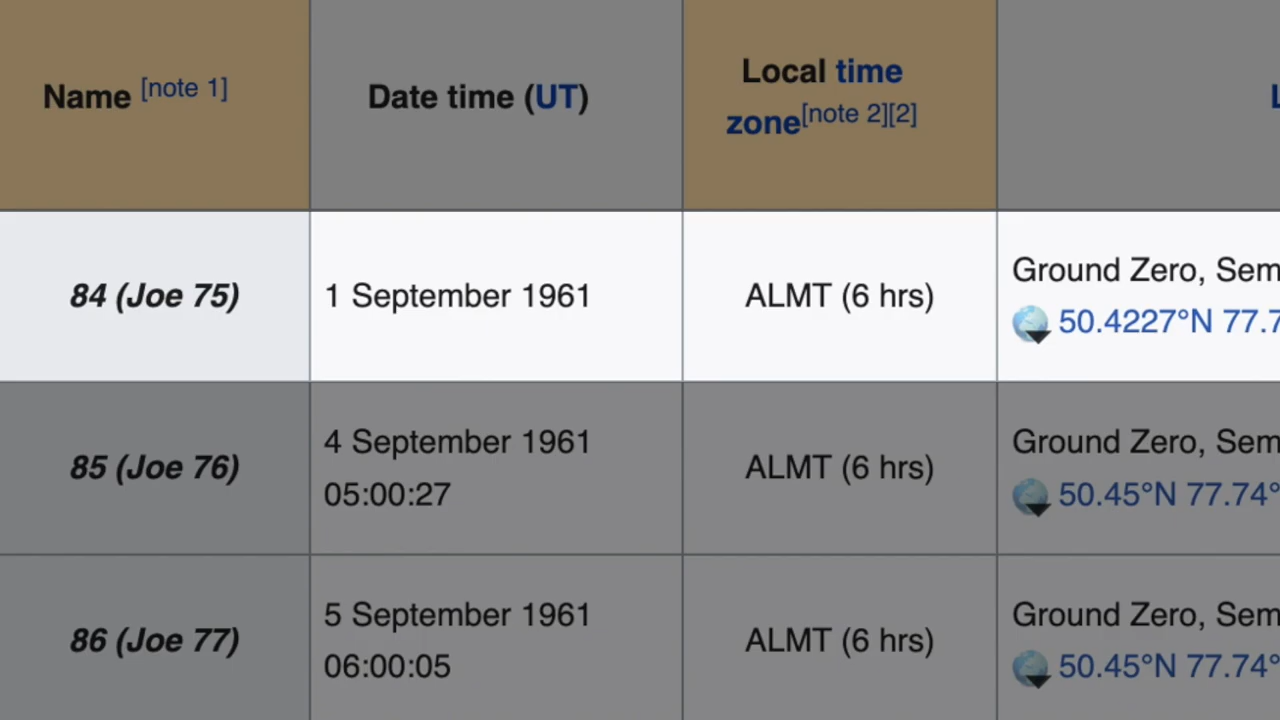 Name [note 1]
Date time (UT)
Local time
zone[note 2][2]
84 (Joe 75)
1 September 1961
ALMT (6 hrs)
Ground Zero, Sem
50.4227°N 77.7
85 (Joe 76)
4 September 1961
05:00:27
ALMT (6 hrs)
Ground Zero, Sem
50.45°N 77.74°
86 (Joe 77)
5 September 1961
06:00:05
ALMT (6 hrs)
Ground Zero, Sem
50.45°N 77.74°